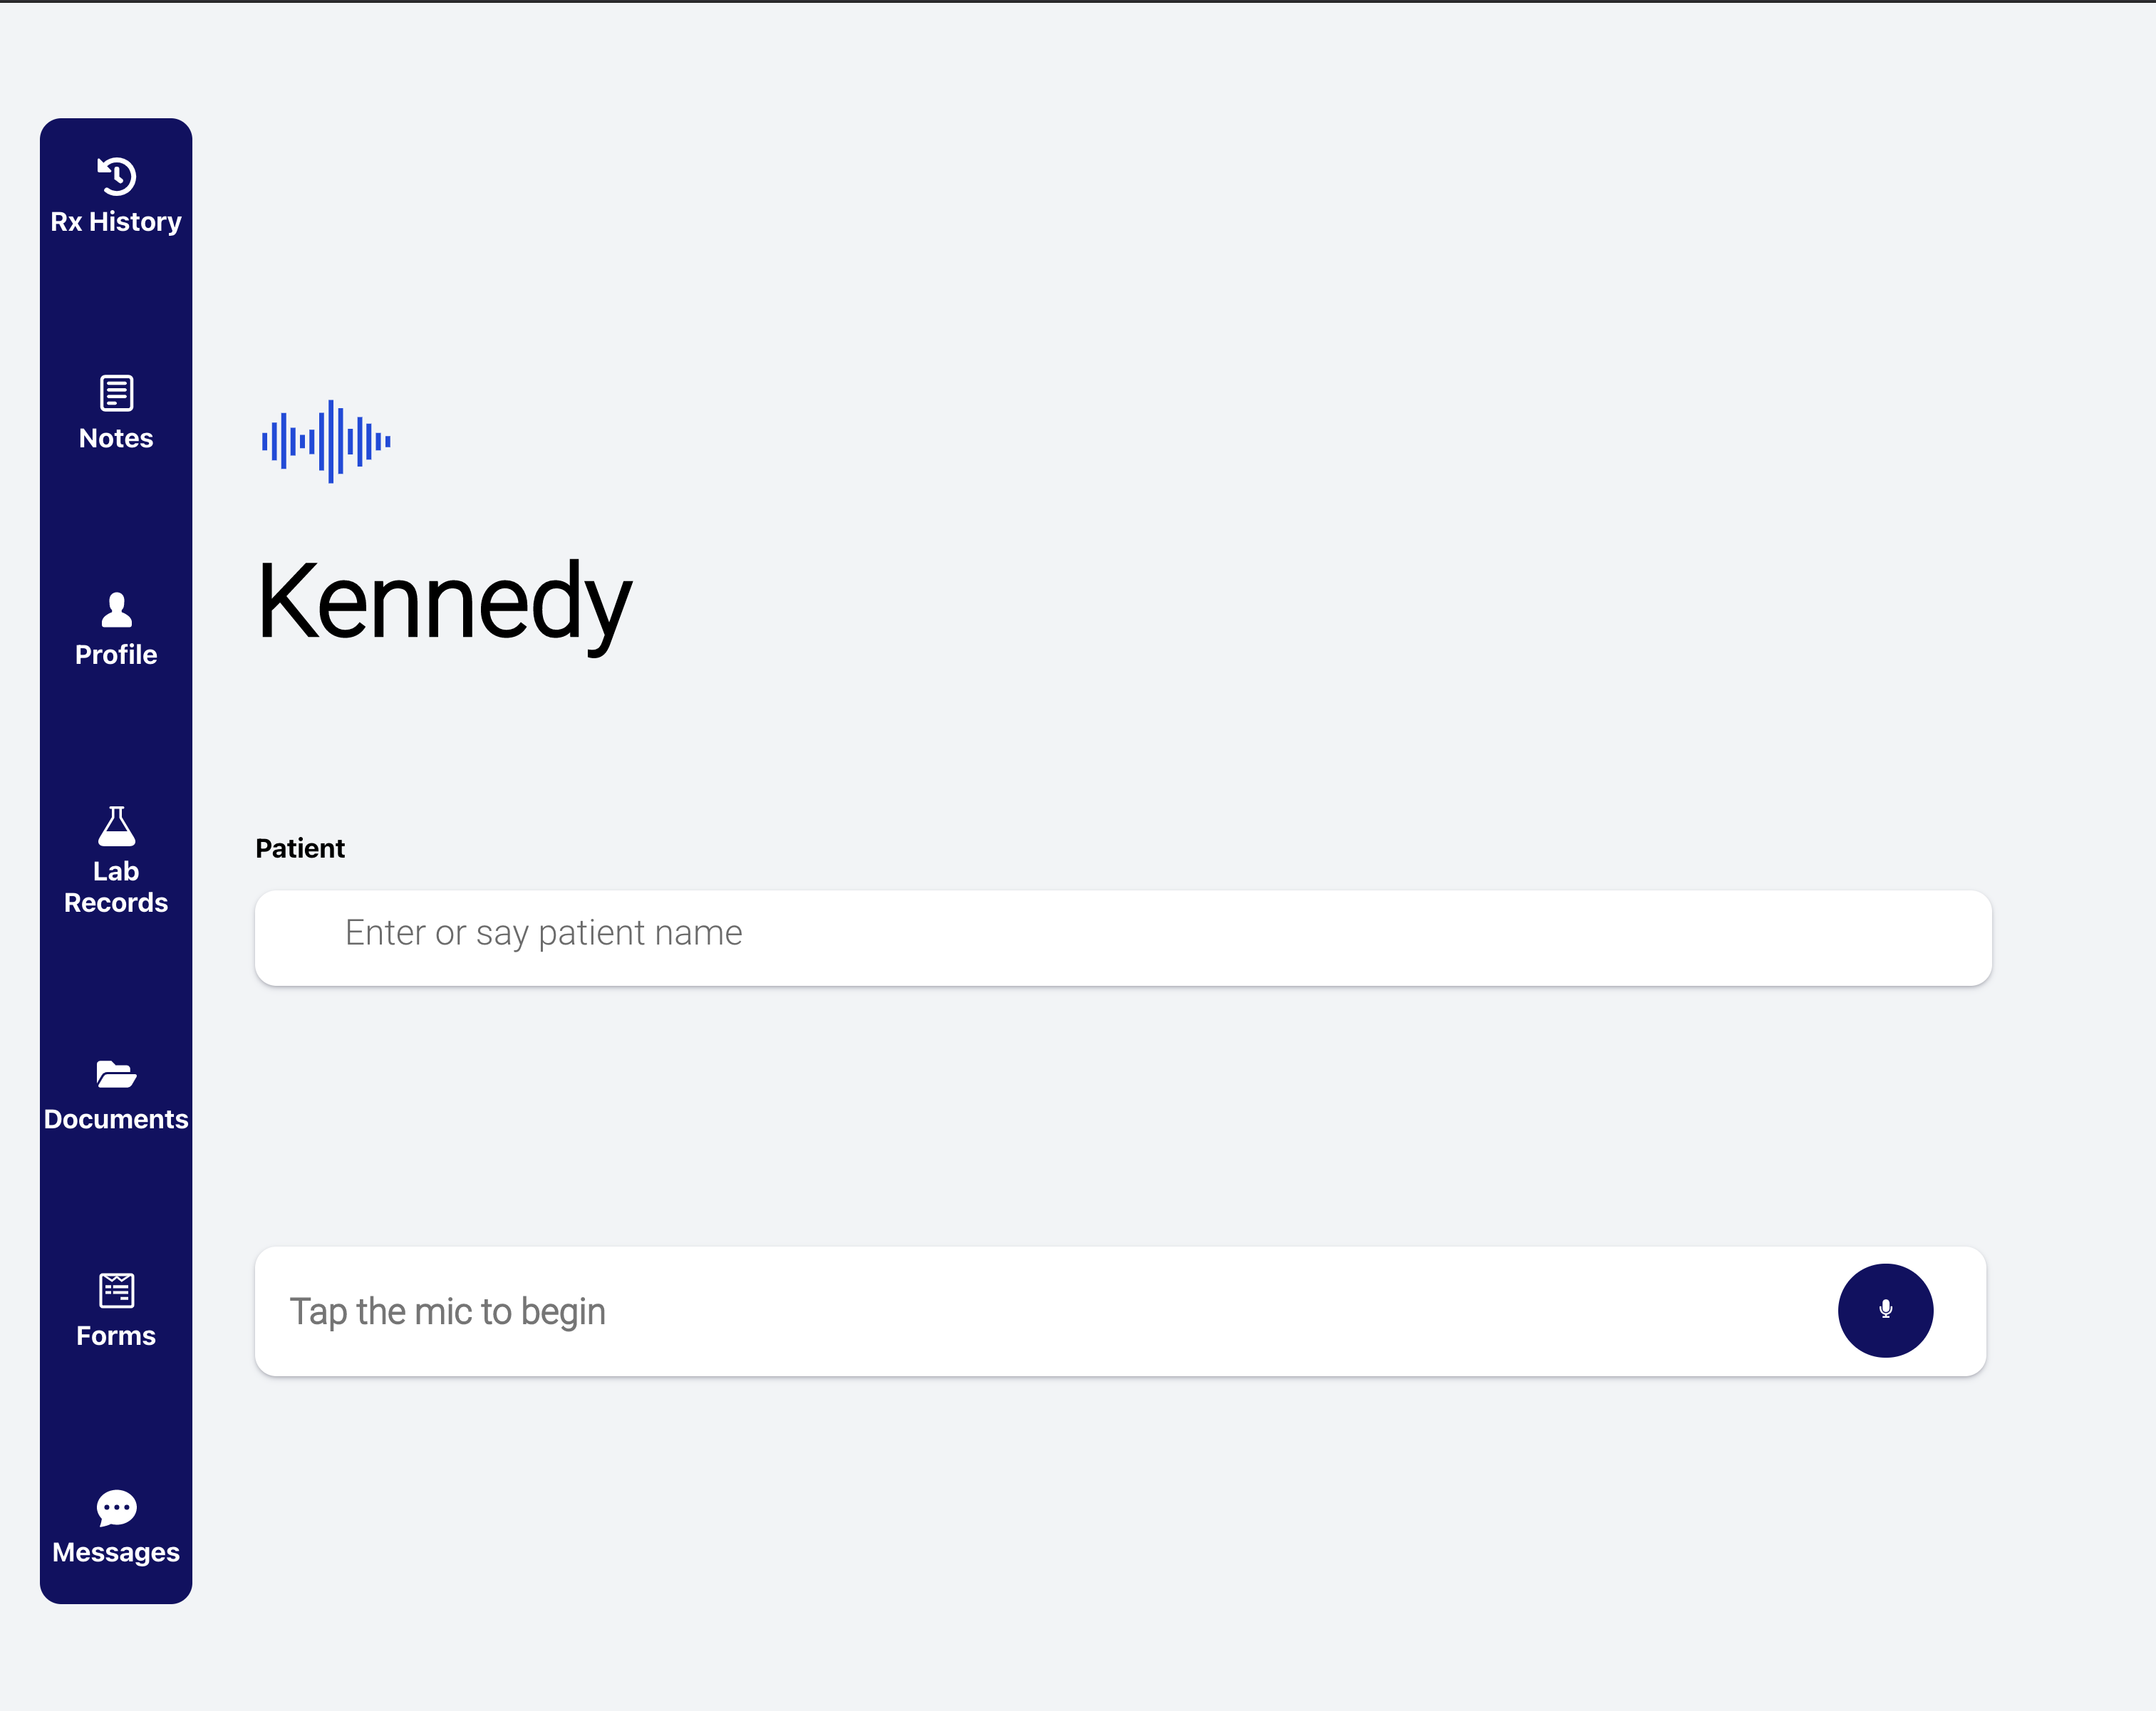 Rx History
Notes
Profile
Lab
Records
Documents
Forms
Messages
Kennedy
Patient
Enter or say patient name
Tap the mic to begin